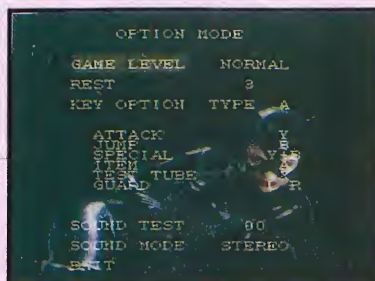 OPTION MODE
GAME LEVEL NORMAL
REST 3
KEY OPTION TYPE A
ATTACK Y
JUMP B
SPECIAL Y+B
ITEM
TEST TUBE
GUARD R
SOUND TEST 00
SOUND MODE STEREO
EXIT